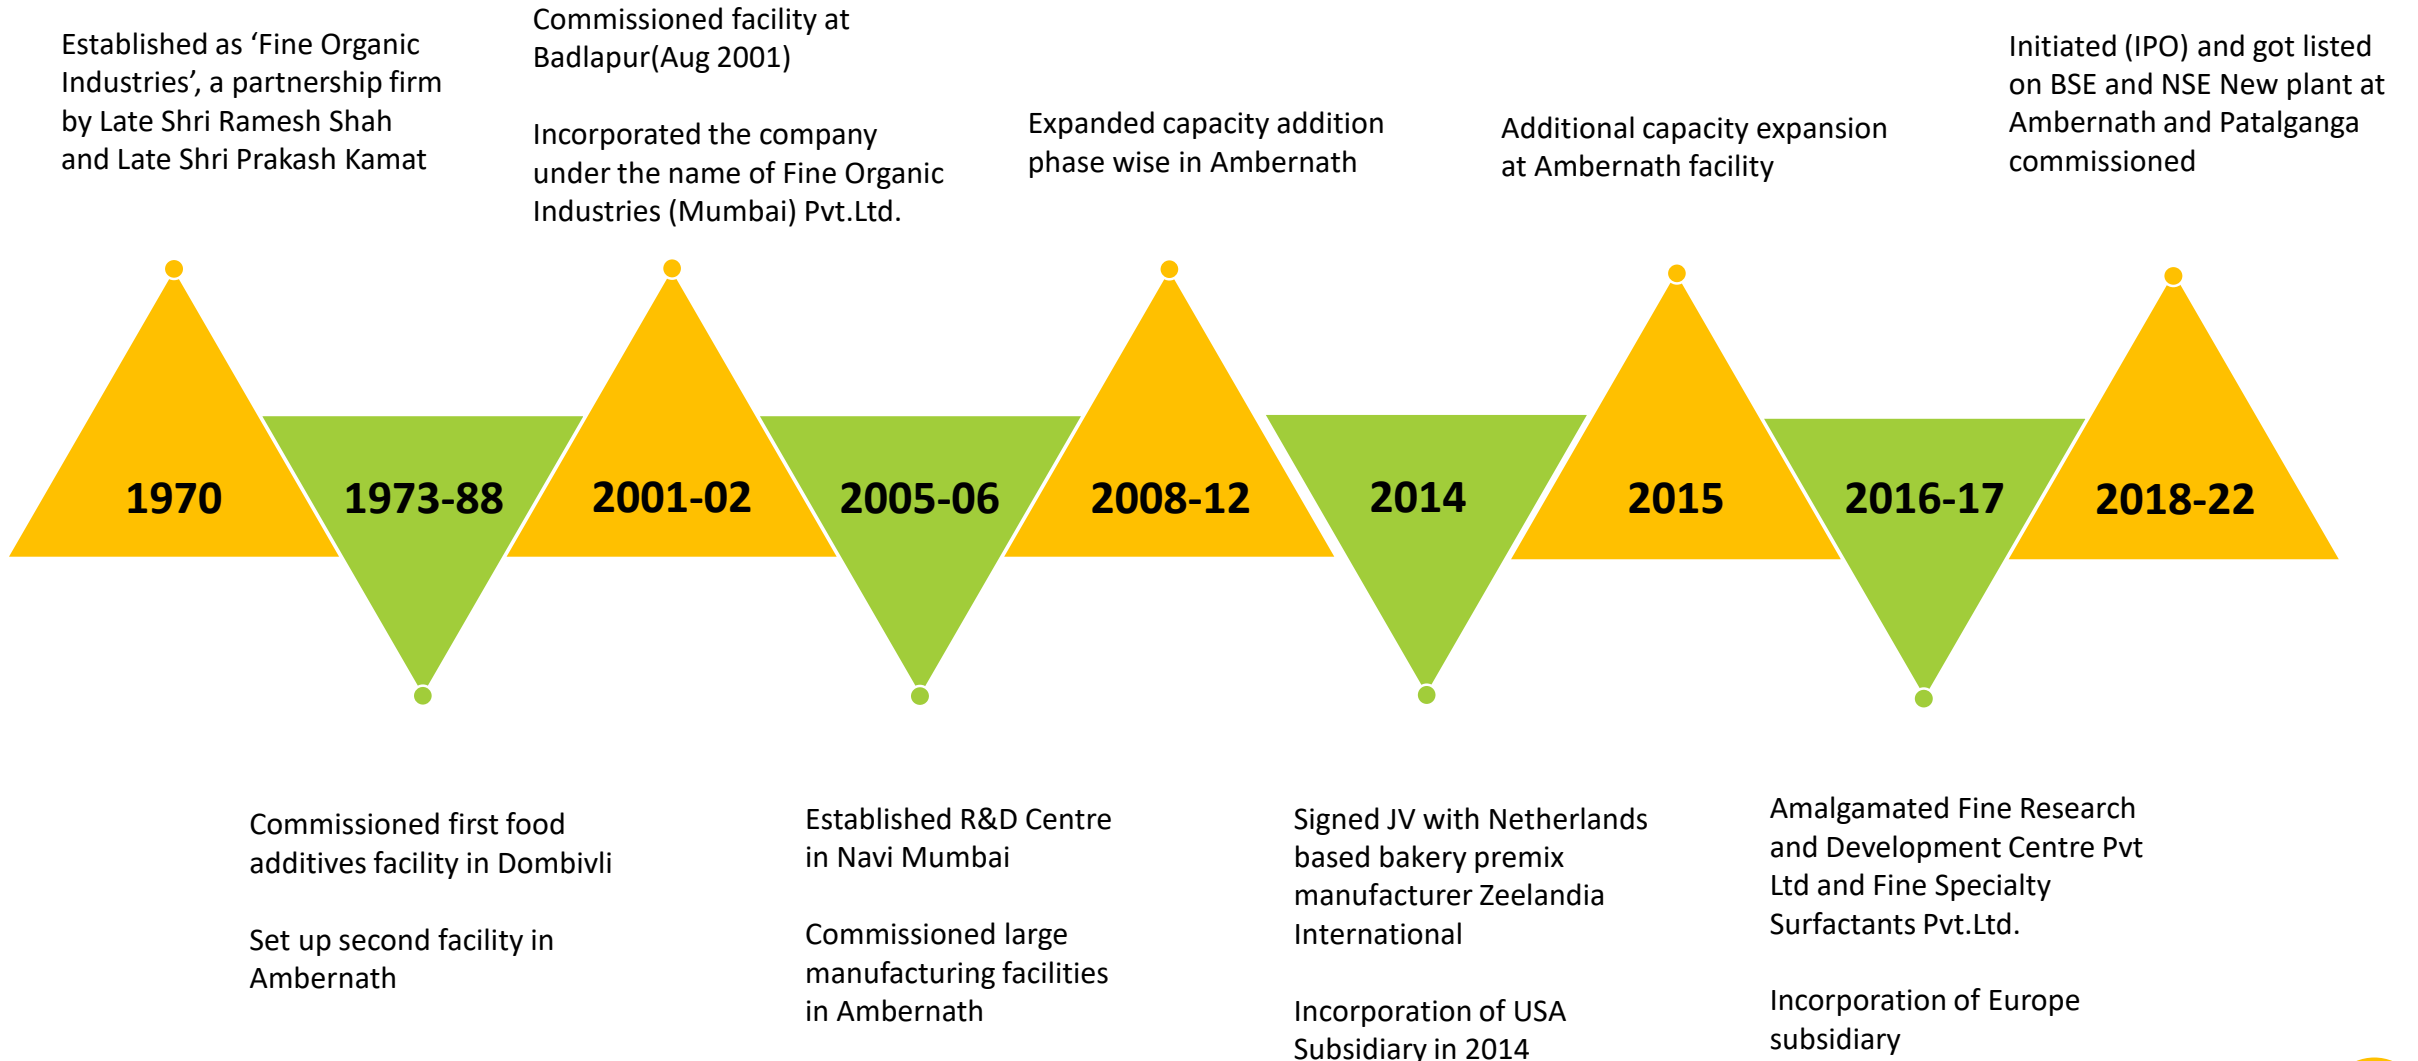 Established as ‘Fine Organic
Industries’, a partnership firm
by Late Shri Ramesh Shah
and Late Shri Prakash Kamat
Commissioned facility at
Badlapur(Aug 2001)
Incorporated the company
under the name of Fine Organic
Industries (Mumbai) Pvt.Ltd.
Expanded capacity addition
phase wise in Ambernath
Additional capacity expansion
at Ambernath facility
Initiated (IPO) and got listed
on BSE and NSE New plant at
Ambernath and Patalganga
commissioned
1970
1973-88
2001-02
2005-06
2008-12
2014
2015
2016-17
2018-22
Commissioned first food
additives facility in Dombivli
Set up second facility in
Ambernath
Established R&D Centre
in Navi Mumbai
Commissioned large
manufacturing facilities
in Ambernath
Signed JV with Netherlands
based bakery premix
manufacturer Zeelandia
International
Incorporation of USA
Subsidiary in 2014
Amalgamated Fine Research
and Development Centre Pvt
Ltd and Fine Specialty
Surfactants Pvt.Ltd.
Incorporation of Europe
subsidiary